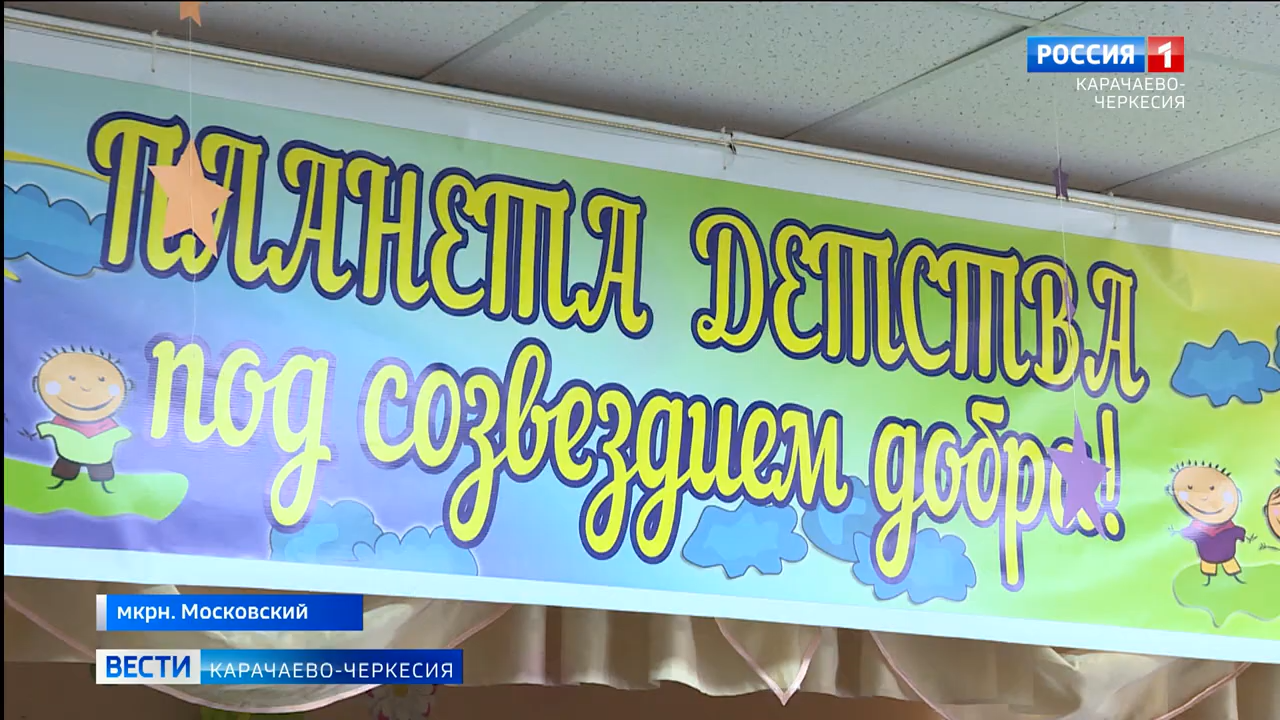 РОССИЯ 1
КАРАЧАЕВО-
ЧЕРКЕСИЯ
ПЛАНЕТА ДЕТСТВА
под созвездием добра!
мкрн. Московский
ВЕСТИ КАРАЧАЕВО-ЧЕРКЕСИЯ